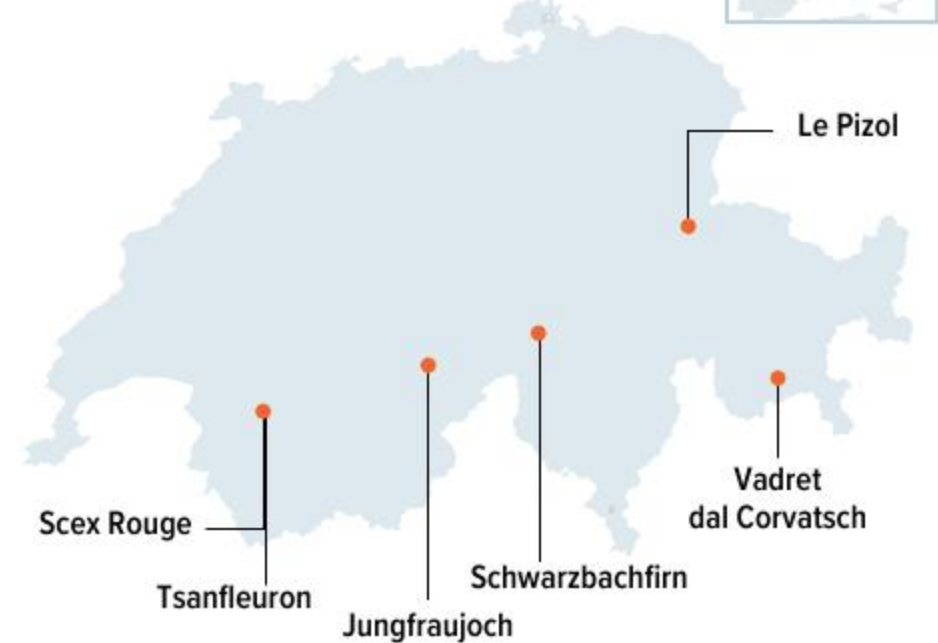 Le Pizol
Vadret
dal Corvatsch
Scex Rouge
Schwarzbachfirn
Tsanfleuron
Jungfraujoch